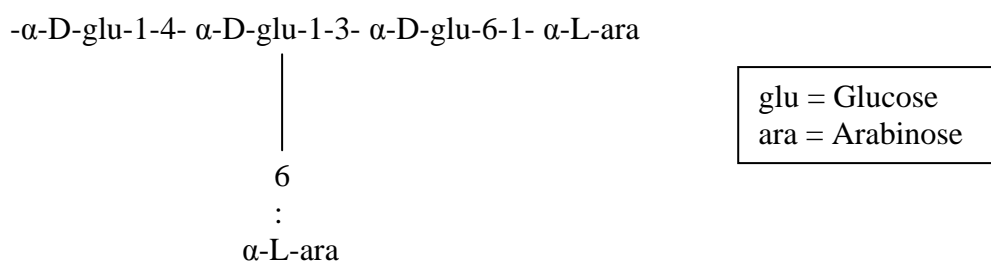 -α-D-glu-1-4- α-D-glu-1-3- α-D-glu-6-1- α-L-ara
glu = Glucose
ara = Arabinose
6
:
α-L-ara